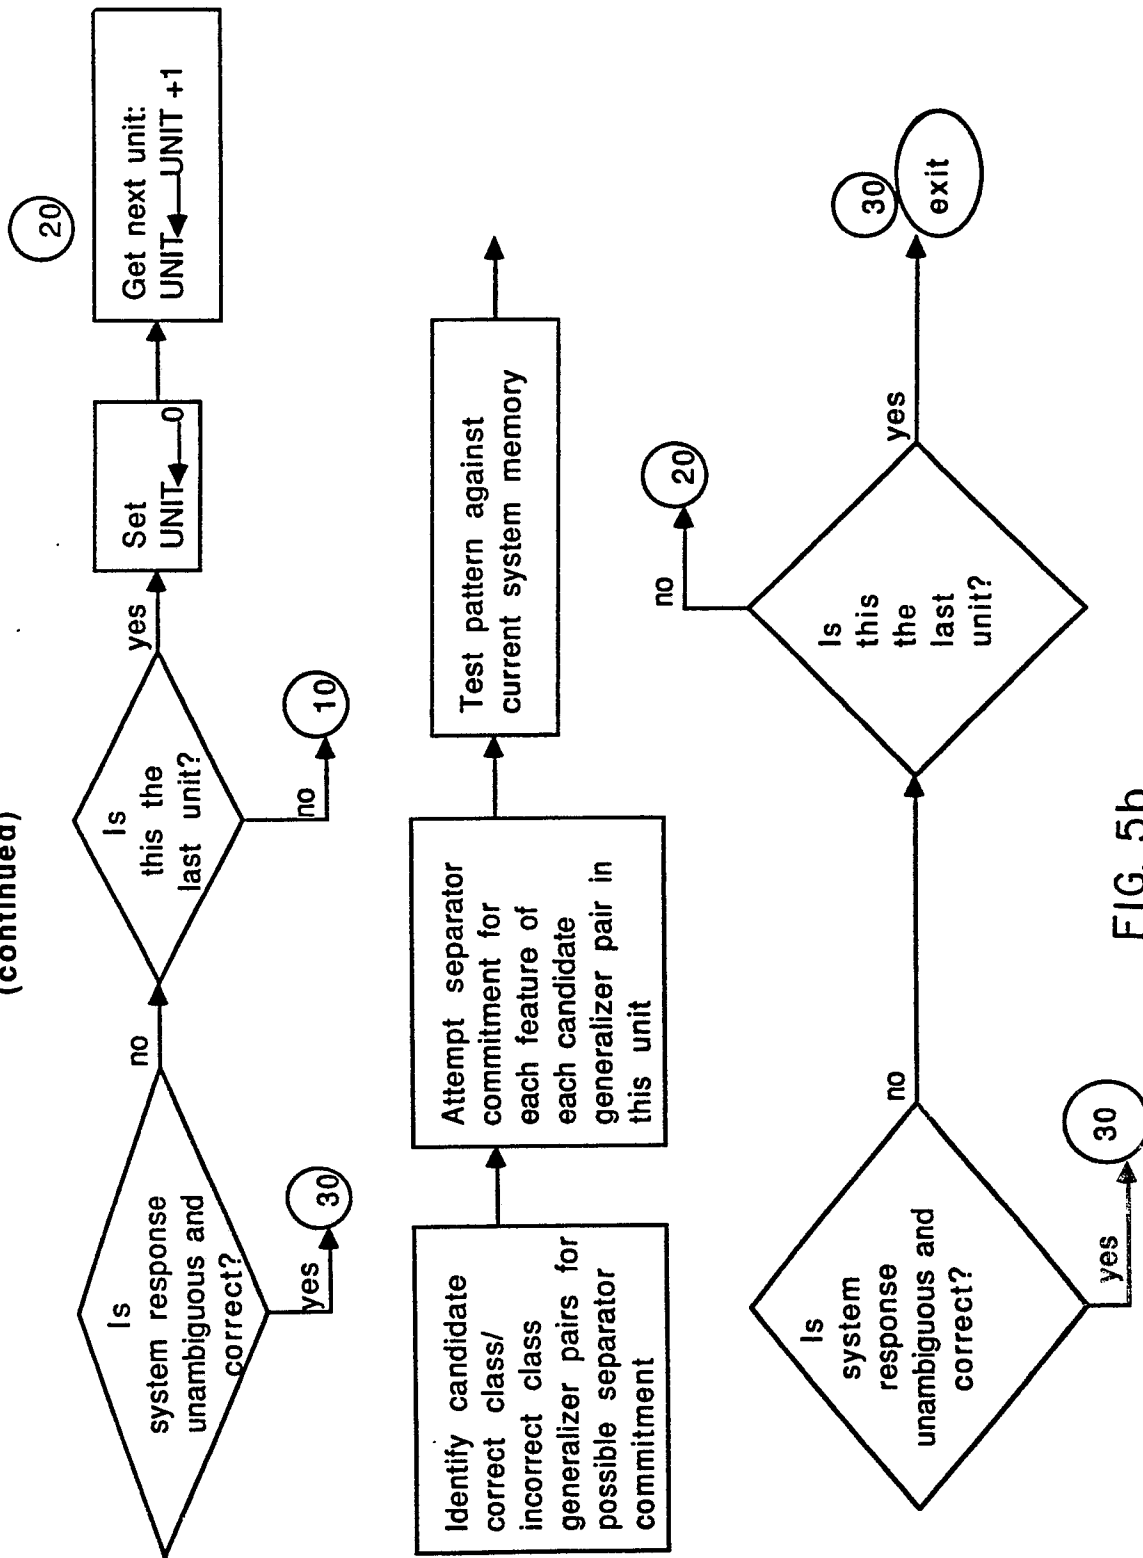 (continued)
Is
system response
unambiguous and
correct?
yes
30
no
Is
this the
last unit?
no
10
yes
Set
UNIT 0
20
Get next unit:
UNIT UNIT +1
Identify candidate
correct class/
incorrect class
generalizer pairs for
possible separator
commitment
Attempt separator
commitment for
each feature of
each candidate
generalizer pair in
this unit
Test pattern against
current system memory
Is
system
response
unambiguous and
correct?
yes
30
no
Is
this
the
last
unit?
no
20
yes
30
exit
FIG. 5b